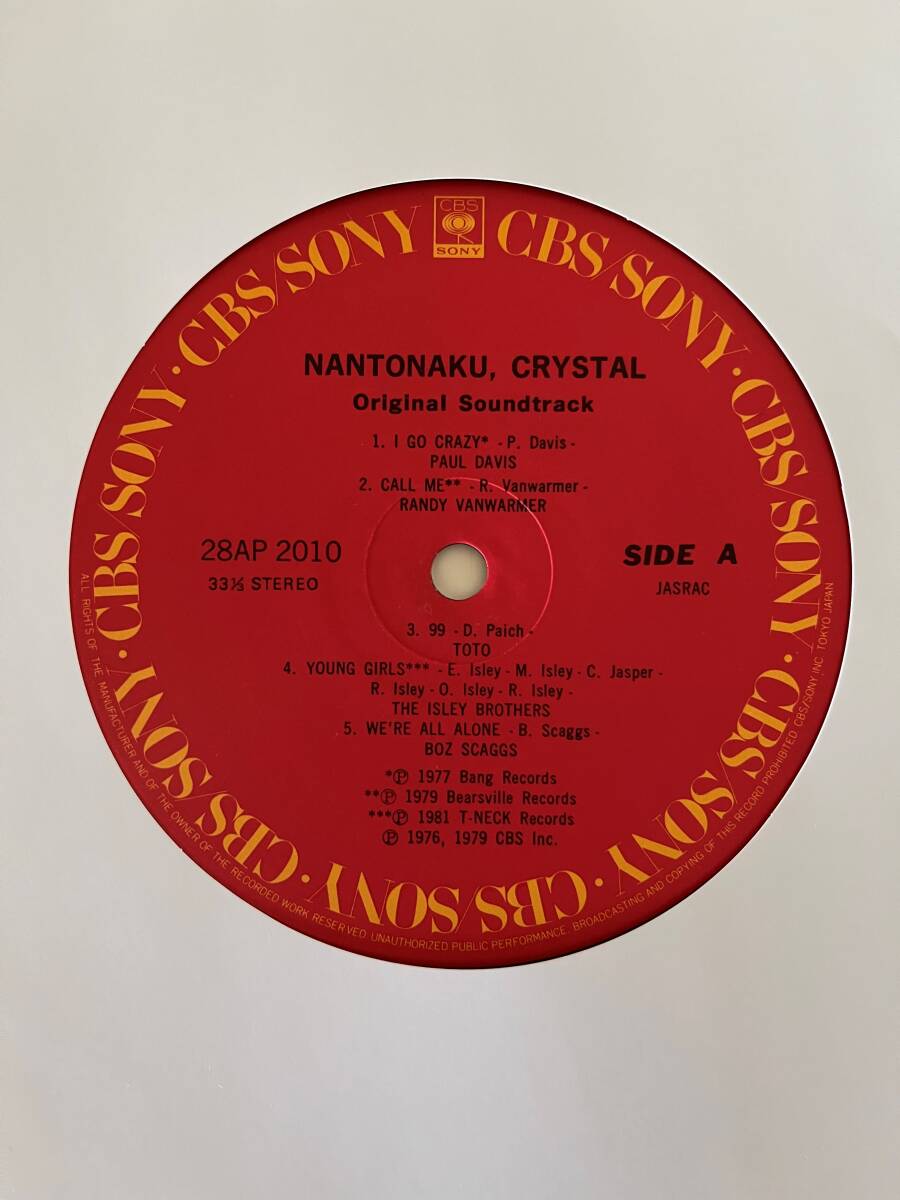 CBS
SONY
CBS/SONY · CBS/SONY · CBS/SONY · CBS/SONY · CBS/SONY · CBS/SONY · CBS/SONY · CBS/SONY
NANTONAKU, CRYSTAL
Original Soundtrack
1. I GO CRAZY* - P. Davis -
PAUL DAVIS
2. CALL ME** - R. Vanwarmer -
RANDY VANWARMER
28AP 2010
33⅓ STEREO
SIDE A
JASRAC
3. 99 - D. Paich -
TOTO
4. YOUNG GIRLS*** - E. Isley - M. Isley - C. Jasper -
R. Isley - O. Isley - R. Isley -
THE ISLEY BROTHERS
5. WE'RE ALL ALONE - B. Scaggs -
BOZ SCAGGS
*Ⓟ 1977 Bang Records
**Ⓟ 1979 Bearsville Records
***Ⓟ 1981 T-NECK Records
Ⓟ 1976, 1979 CBS Inc.
ALL RIGHTS OF THE MANUFACTURER AND OF THE OWNER OF THE RECORDED WORK RESERVED UNAUTHORIZED PUBLIC PERFORMANCE, BROADCASTING AND COPYING OF THIS RECORD PROHIBITED CBS/SONY INC TOKYO JAPAN